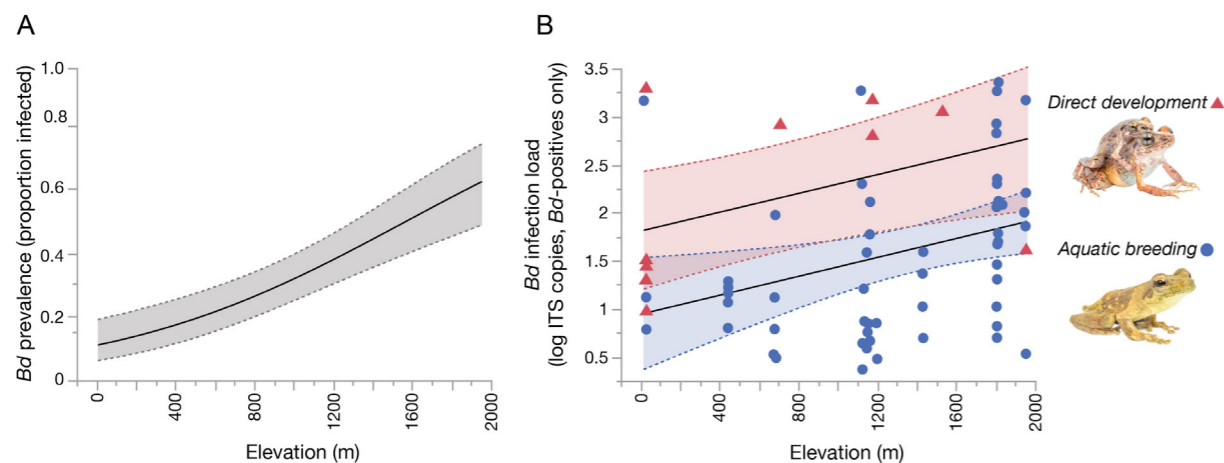 A
Bd prevalence (proportion infected)
1.0
0.8
0.6
0.4
0.2
0
0
400
800
1200
1600
2000
Elevation (m)
B
Bd infection load
(log ITS copies, Bd-positives only)
3.5
3
2.5
2
1.5
1
0.5
0
400
800
1200
1600
2000
Elevation (m)
Direct development
Aquatic breeding